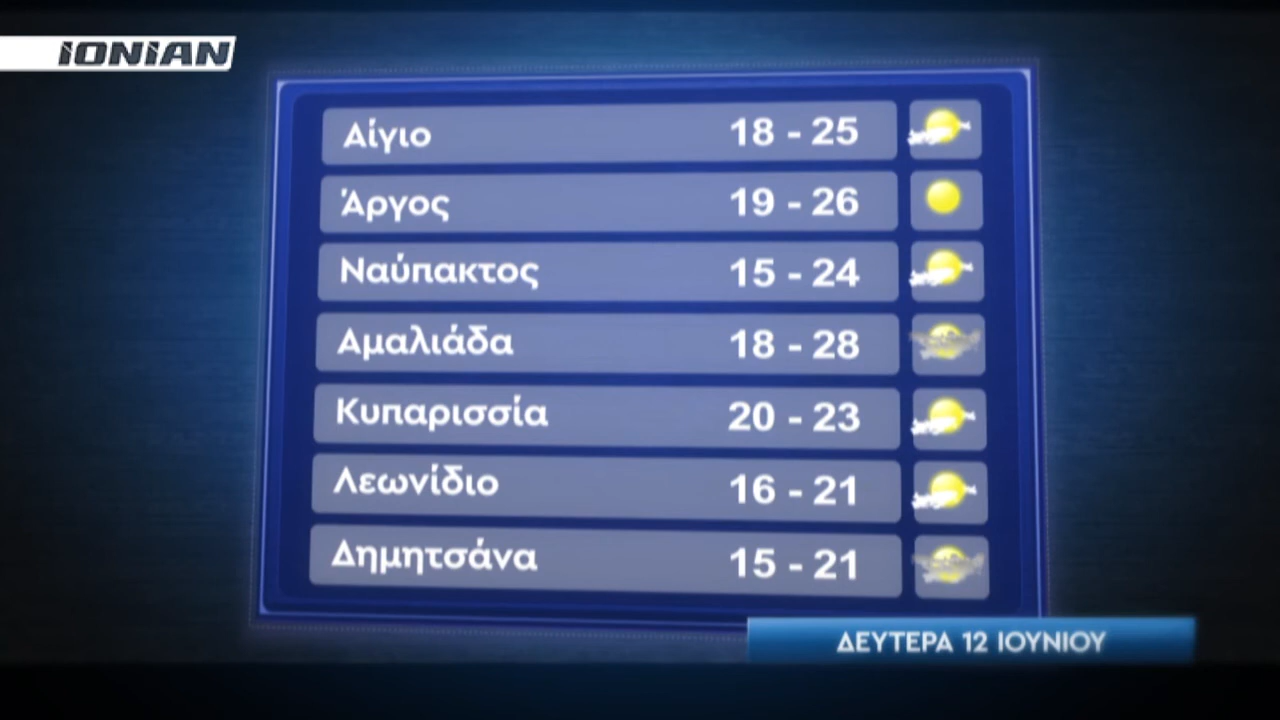 IONIAN
Αίγιο 18 - 25
Άργος 19 - 26
Ναύπακτος 15 - 24
Αμαλιάδα 18 - 28
Κυπαρισσία 20 - 23
Λεωνίδιο 16 - 21
Δημητσάνα 15 - 21
ΔΕΥΤΕΡΑ 12 ΙΟΥΝΙΟΥ